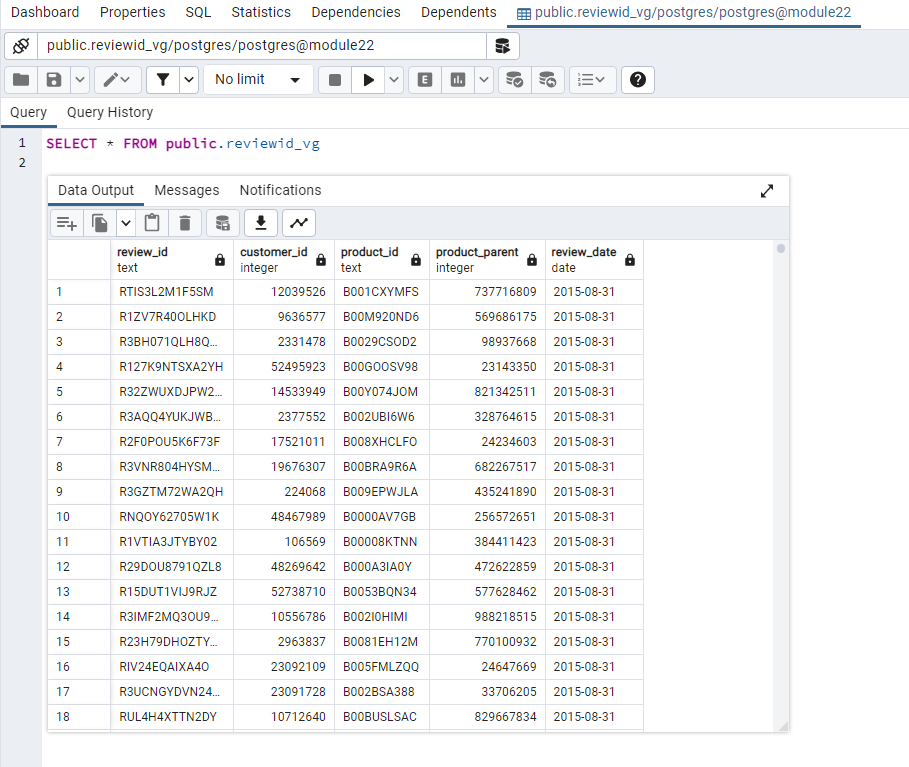 Dashboard Properties SQL Statistics Dependencies Dependents public.reviewid_vg/postgres/postgres@module22
public.reviewid_vg/postgres/postgres@module22
No limit E
Query Query History
1 SELECT * FROM public.reviewid_vg
2
Data Output Messages Notifications
review_id customer_id product_id product_parent review_date
text integer text integer date
1 RTIS3L2M1F5SM 12039526 B001CXYMFS 737716809 2015-08-31
2 R1ZV7R40OLHKD 9636577 B00M920ND6 569686175 2015-08-31
3 R3BH071QLH8Q... 2331478 B0029CSOD2 98937668 2015-08-31
4 R127K9NTSXA2YH 52495923 B00GOOSV98 23143350 2015-08-31
5 R32ZWUXDJPW2... 14533949 B00Y074JOM 821342511 2015-08-31
6 R3AQQ4YUKJWB... 2377552 B002UBI6W6 328764615 2015-08-31
7 R2F0POU5K6F73F 17521011 B008XHCLFO 24234603 2015-08-31
8 R3VNR804HYSM... 19676307 B00BRA9R6A 682267517 2015-08-31
9 R3GZTM72WA2QH 224068 B009EPWJLA 435241890 2015-08-31
10 RNQOY62705W1K 48467989 B0000AV7GB 256572651 2015-08-31
11 R1VTIA3JTYBY02 106569 B00008KTNN 384411423 2015-08-31
12 R29DOU8791QZL8 48269642 B000A3IA0Y 472622859 2015-08-31
13 R15DUT1VIJ9RJZ 52738710 B0053BQN34 577628462 2015-08-31
14 R3IMF2MQ3OU9... 10556786 B002I0HIMI 988218515 2015-08-31
15 R23H79DHOZTY... 2963837 B0081EH12M 770100932 2015-08-31
16 RIV24EQAIXA4O 23092109 B005FMLZQQ 24647669 2015-08-31
17 R3UCNGYDVN24... 23091728 B002BSA388 33706205 2015-08-31
18 RUL4H4XTTN2DY 10712640 B00BUSLSAC 829667834 2015-08-31